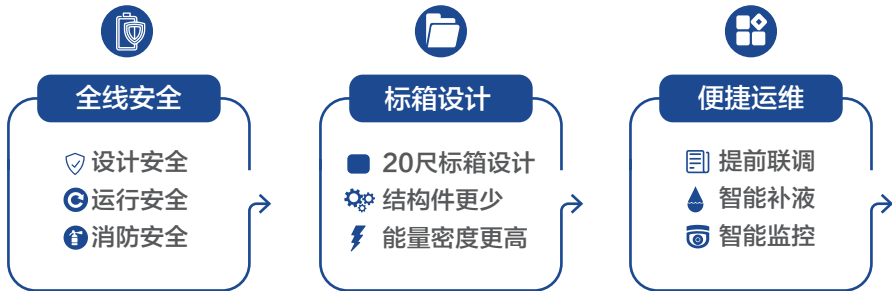 全线安全
设计安全
运行安全
消防安全
标箱设计
20尺标箱设计
结构件更少
能量密度更高
便捷运维
提前联调
智能补液
智能监控